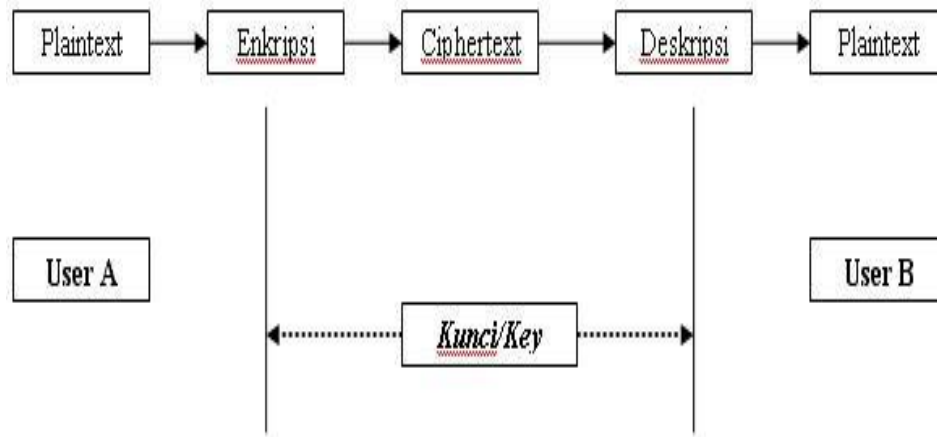 Plaintext
Enkripsi
Ciphertext
Deskripsi
Plaintext
User A
User B
Kunci/Key